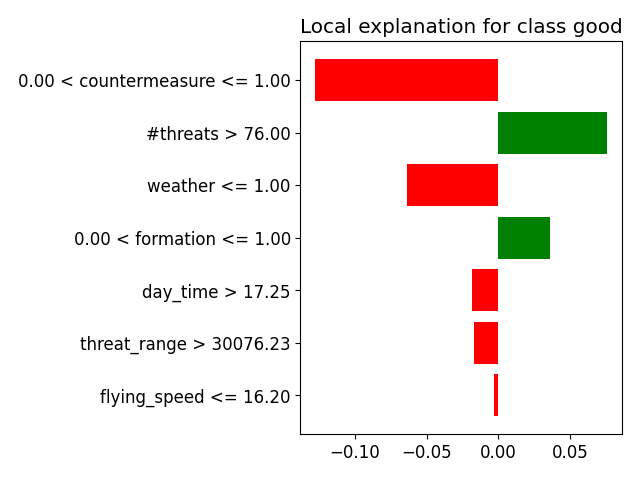 Local explanation for class good
0.00 < countermeasure <= 1.00
#threats > 76.00
weather <= 1.00
0.00 < formation <= 1.00
day_time > 17.25
threat_range > 30076.23
flying_speed <= 16.20
−0.10 −0.05 0.00 0.05